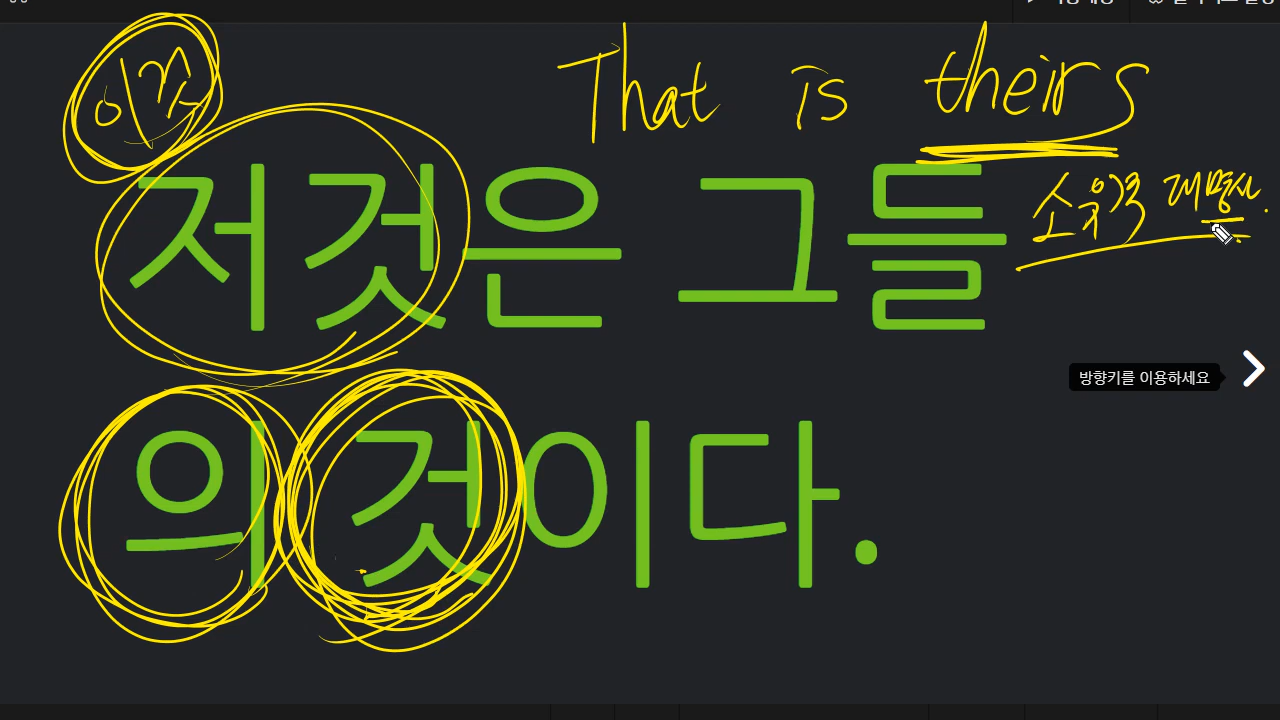 이것
That is theirs
저것은 그들
소유 대명사.
의 것이다.
방향키를 이용하세요